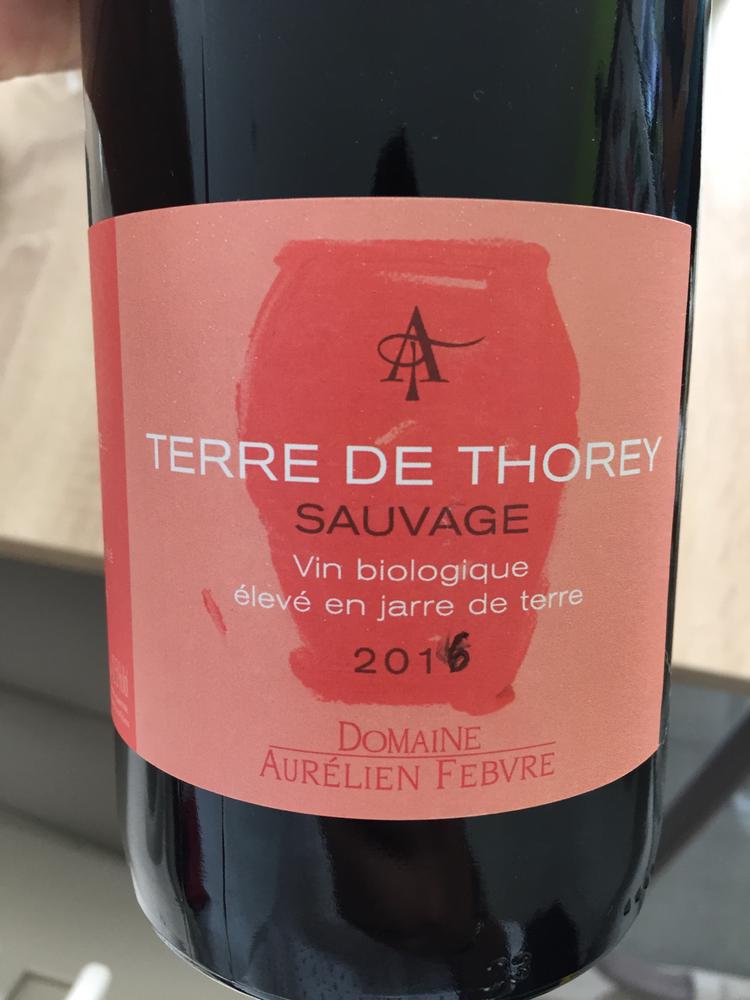 TERRE DE THOREY
SAUVAGE
Vin biologique
élevé en jarre de terre
2016
DOMAINE
AURÉLIEN FEBVRE